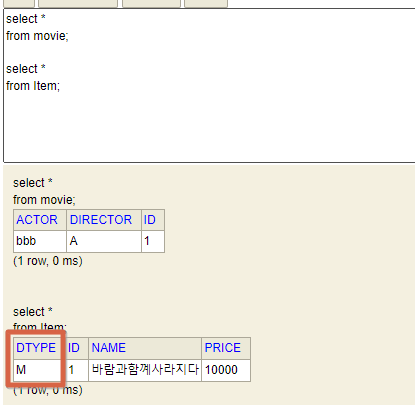 select *
from movie;
select *
from Item;
select *
from movie;
ACTOR DIRECTOR ID
bbb A 1
(1 row, 0 ms)
select *
from Item;
DTYPE ID NAME PRICE
M 1 바람과함께사라지다 10000
(1 row, 0 ms)